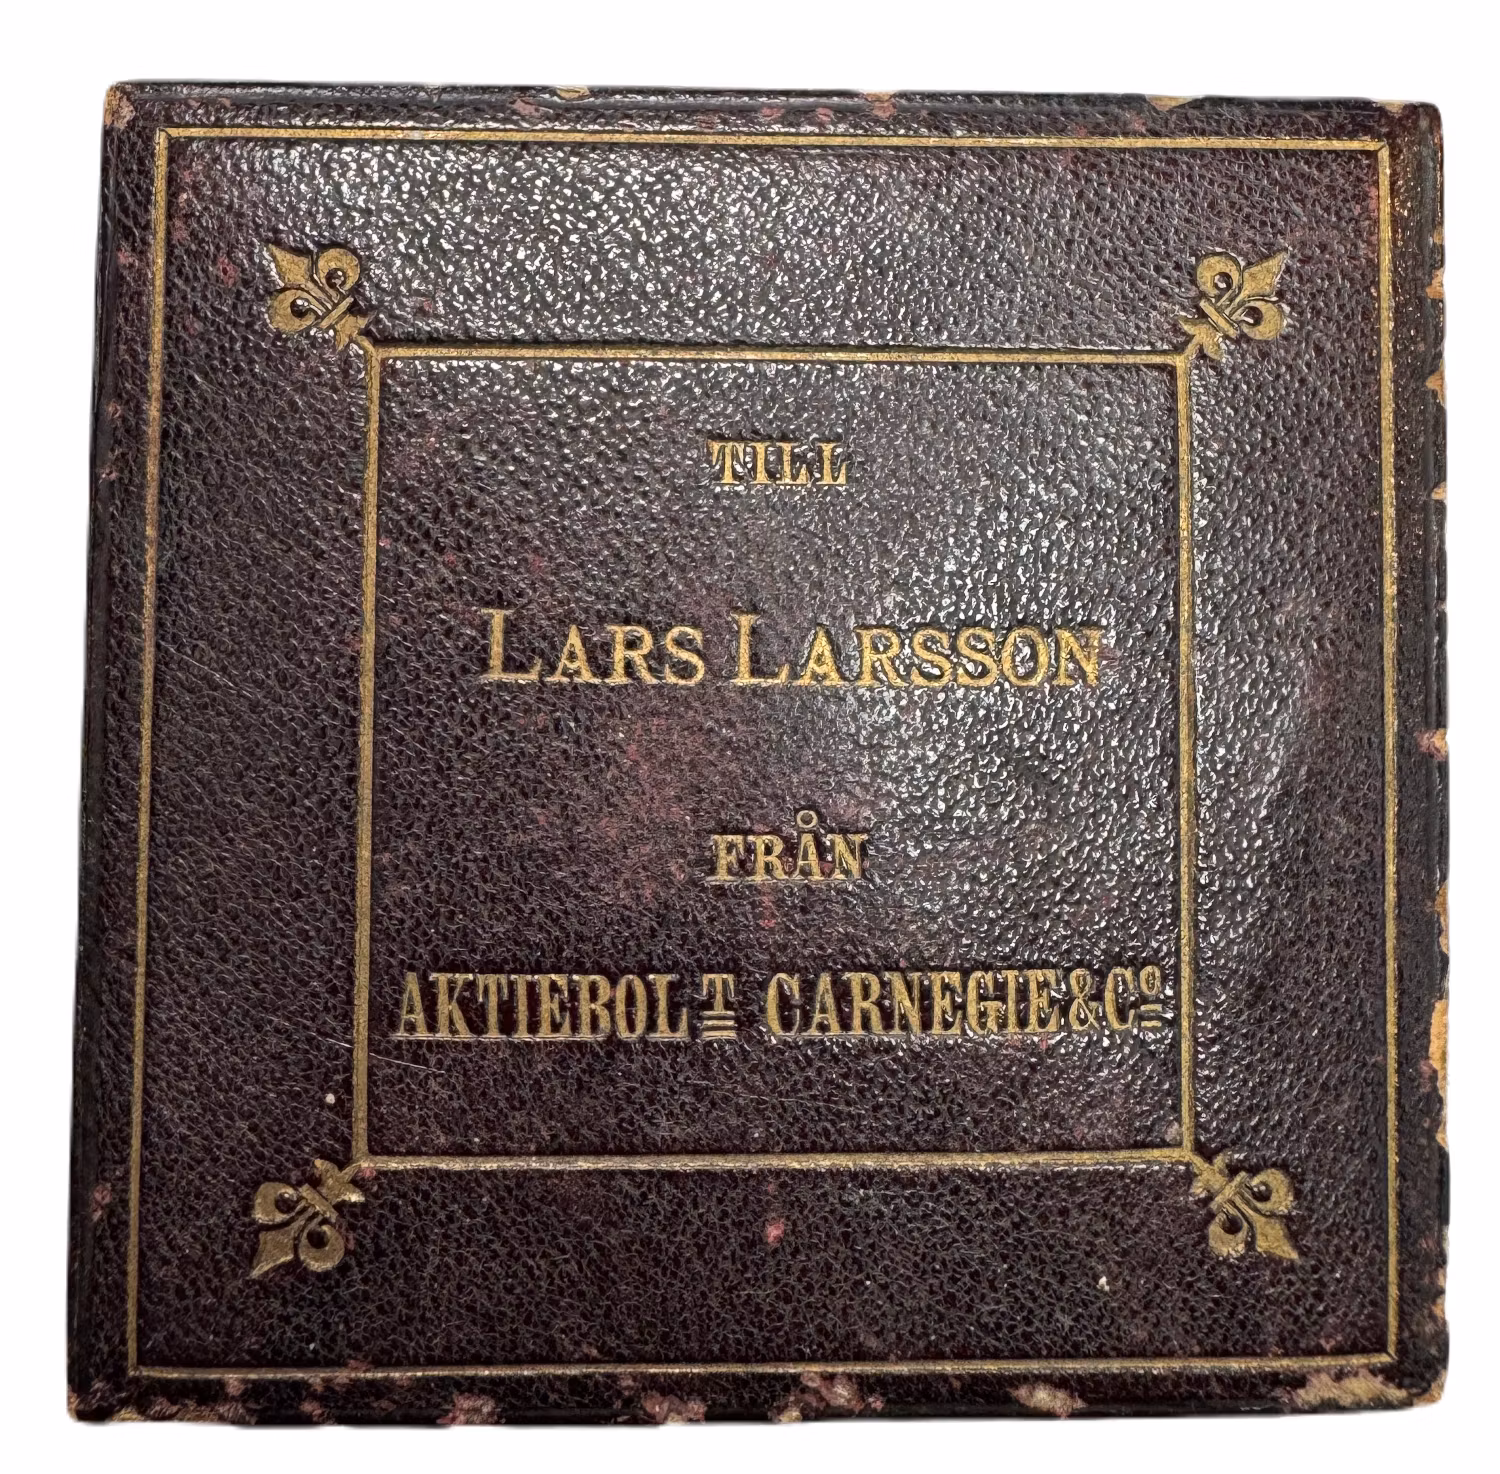 TILL
LARS LARSSON
FRÅN
AKTIEBOLT CARNEGIE & Cº